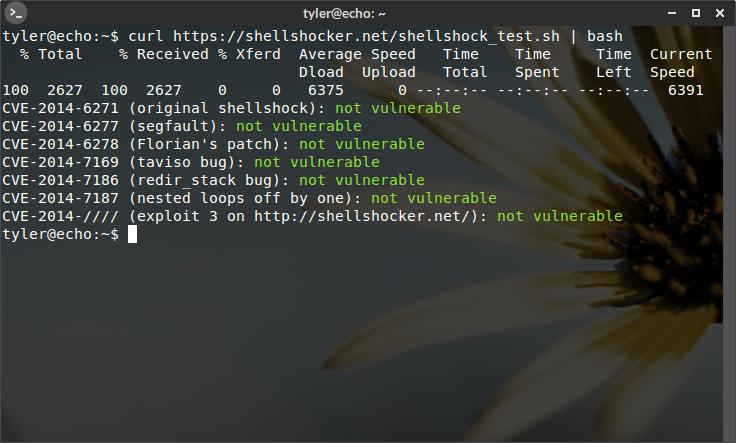 tyler@echo: ~
tyler@echo:~$ curl https://shellshocker.net/shellshock_test.sh | bash
  % Total    % Received % Xferd  Average Speed   Time    Time     Time  Current
                                 Dload  Upload   Total   Spent    Left  Speed
100  2627  100  2627    0     0   6375      0 --:--:-- --:--:-- --:--:--  6391
CVE-2014-6271 (original shellshock): not vulnerable
CVE-2014-6277 (segfault): not vulnerable
CVE-2014-6278 (Florian's patch): not vulnerable
CVE-2014-7169 (taviso bug): not vulnerable
CVE-2014-7186 (redir_stack bug): not vulnerable
CVE-2014-7187 (nested loops off by one): not vulnerable
CVE-2014-//// (exploit 3 on http://shellshocker.net/): not vulnerable
tyler@echo:~$